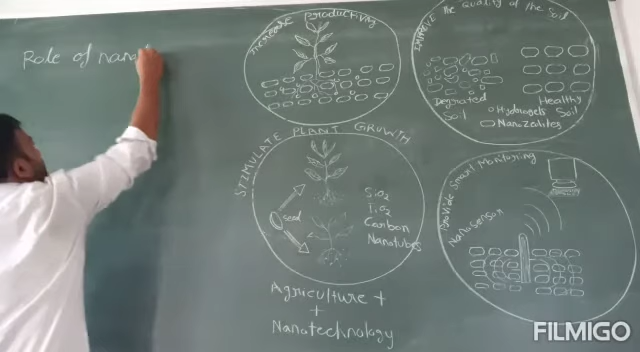 Role of nano
INCREASE PRODUCTIVITY
IMPROVE the quality of the Soil
Degraded Soil
Hydrogels
Nanozalites
Healthy Soil
STIMULATE PLANT GROWTH
seed
SiO2
TiO2
Carbon
Nanotubes
Provide Smart Monitoring
Nanosensor
Agriculture +
+
Nanotechnology
FILMIGO